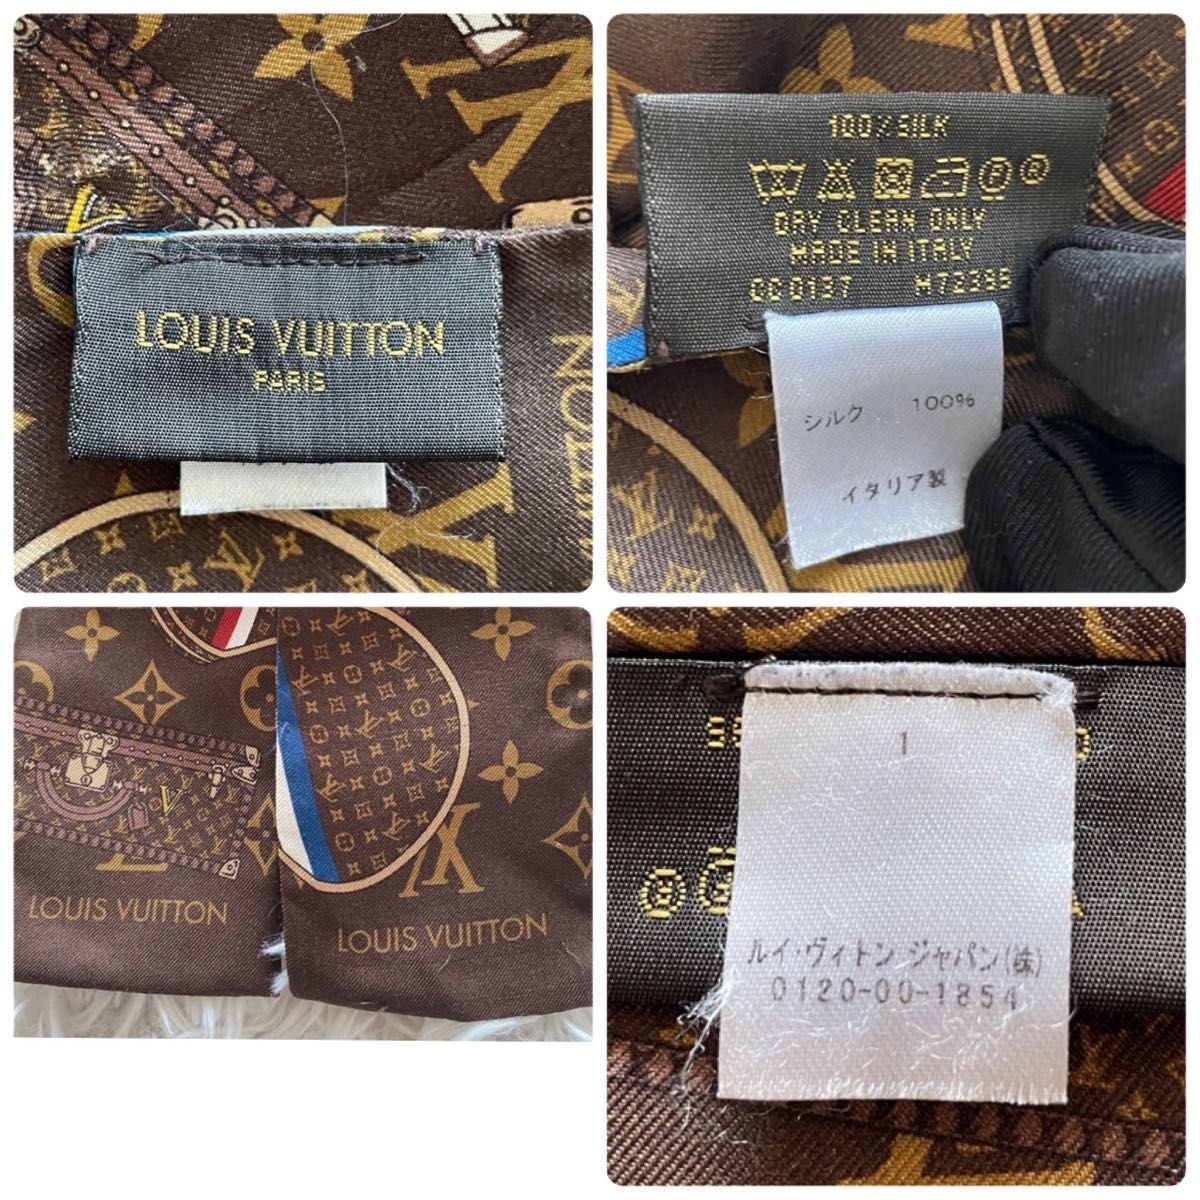 LOUIS VUITTON
PARIS
100% SILK
DRY CLEAN ONLY
MADE IN ITALY
CC0137
シルク 100%
イタリア製
LOUIS VUITTON
LOUIS VUITTON
1
ルイ・ヴィトン ジャパン(株)
0120-00-1854